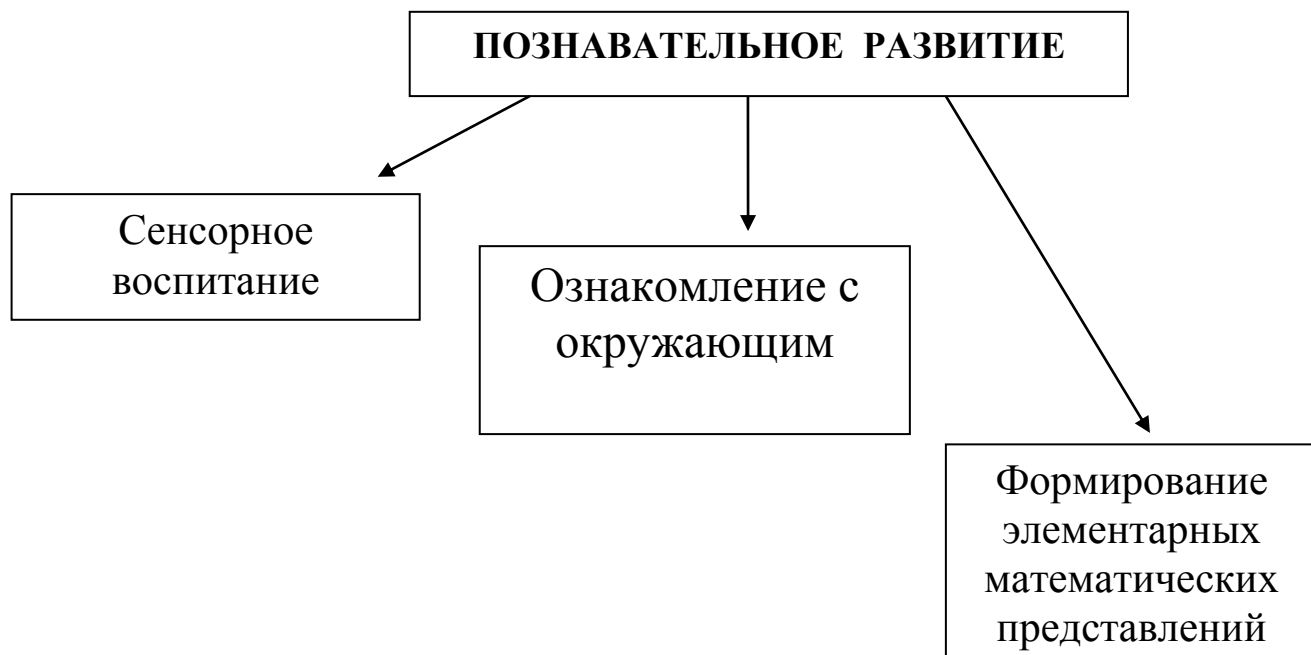 ПОЗНАВАТЕЛЬНОЕ РАЗВИТИЕ
Сенсорное
воспитание
Ознакомление с
окружающим
Формирование
элементарных
математических
представлений